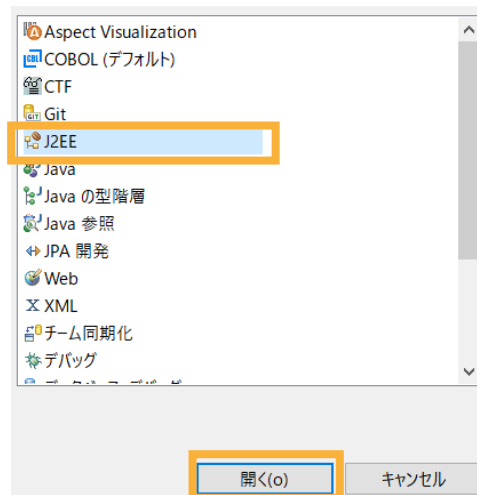 Aspect Visualization
COBOL (デフォルト)
CTF
Git
J2EE
Java
Java の型階層
Java 参照
JPA 開発
Web
XML
チーム同期化
デバッグ
開く(o)
キャンセル